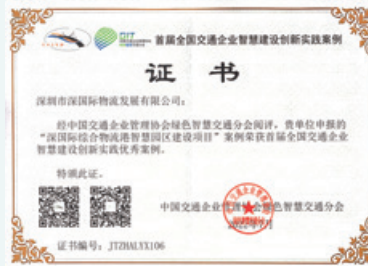 首届全国交通企业智慧建设创新实践案例
证 书
深圳市深国际物流发展有限公司：
经中国交通企业管理协会绿色智慧交通分会阅评，贵单位申报的
“深国际综合物流港智慧园区建设项目”案例荣获首届全国交通企业
智慧建设创新实践优秀案例。
特颁此证。
中国交通企业管理协会绿色智慧交通分会
证书编号：JTZHALYX106